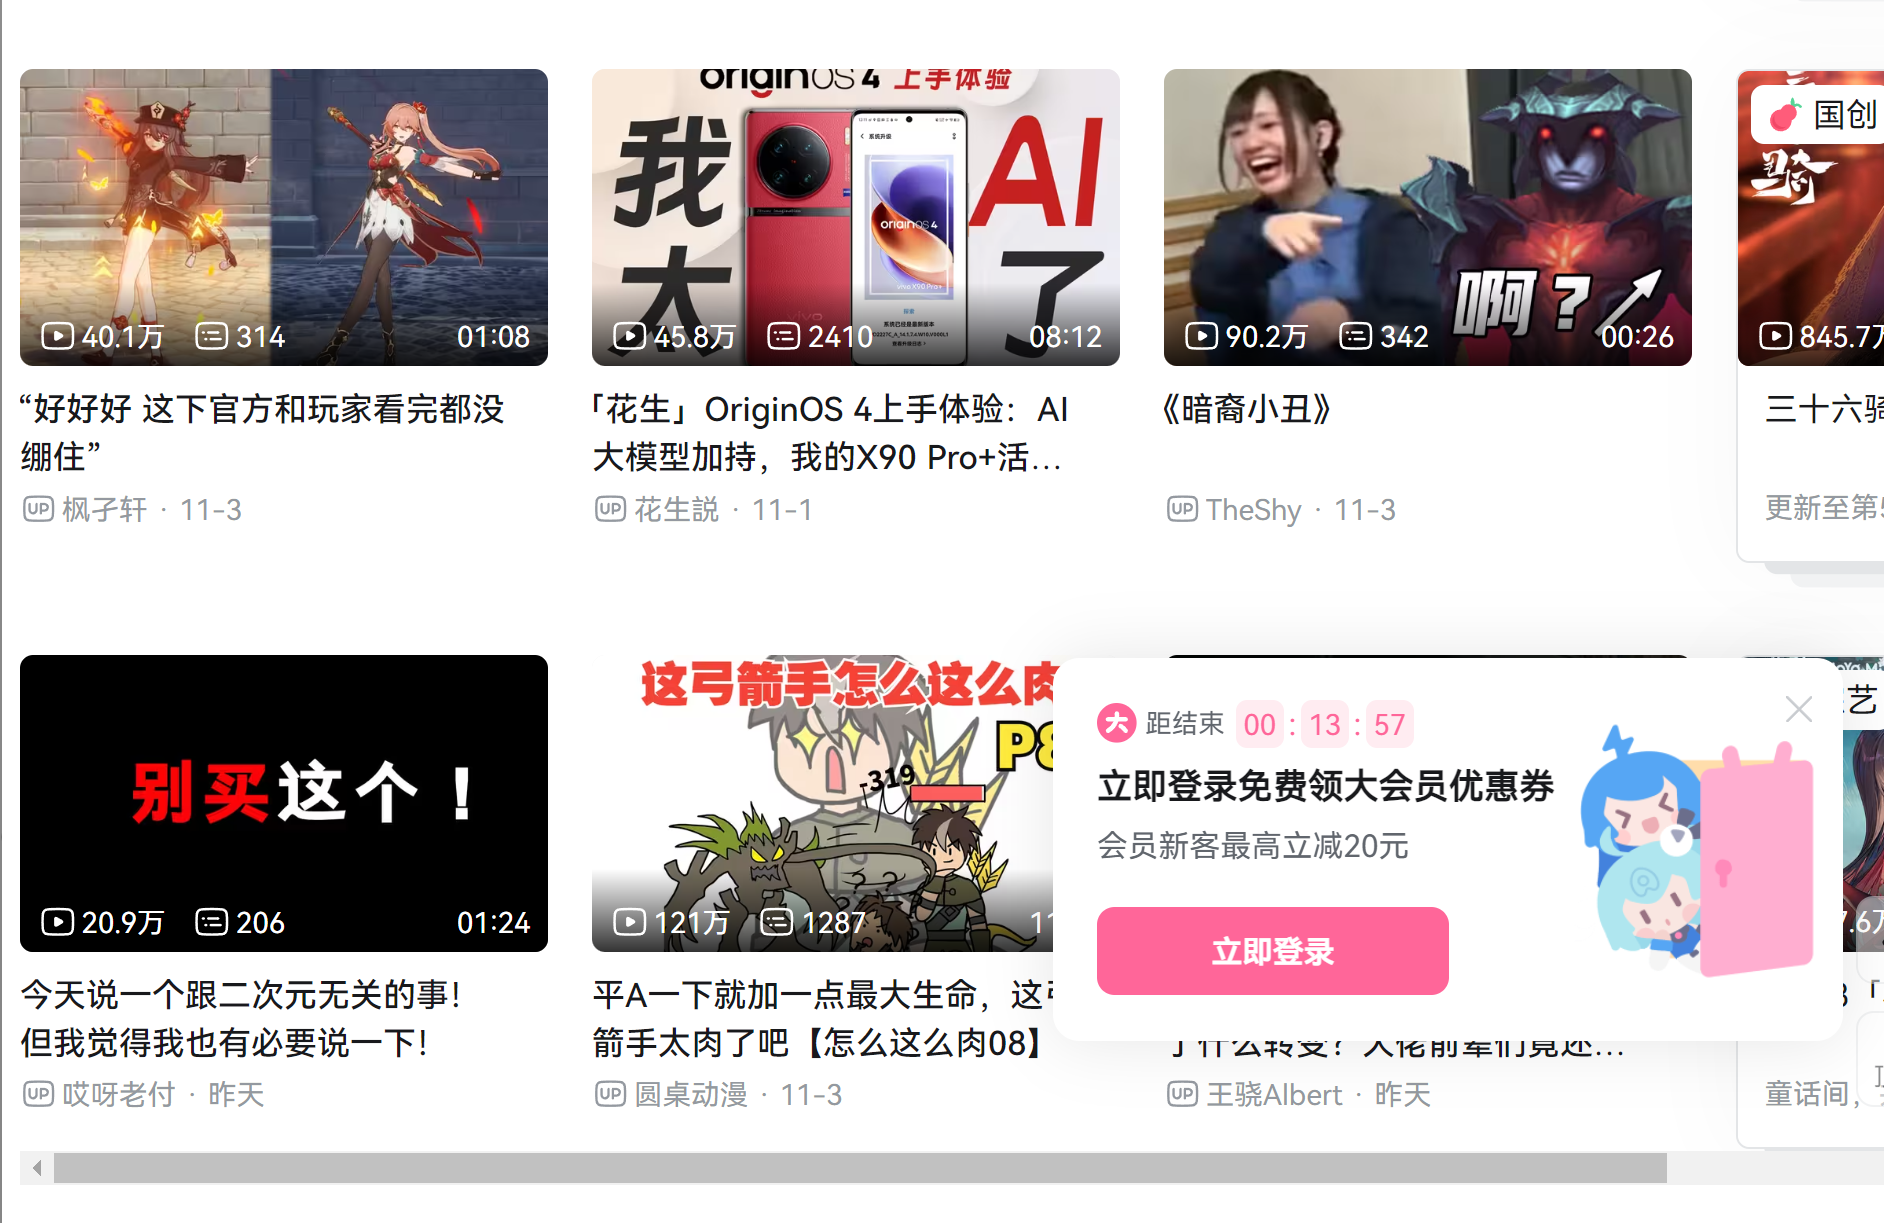 originOS 4 上手体验
我 AI
太 了
originOS 4
国创
40.1万 314 01:08
45.8万 2410 08:12
啊？
90.2万 342 00:26
845.7万
“好好好 这下官方和玩家看完都没
绷住”
UP 枫孑轩 · 11-3
「花生」OriginOS 4上手体验：AI
大模型加持，我的X90 Pro+活...
UP 花生説 · 11-1
《暗裔小丑》
UP TheShy · 11-3
三十六骑
更新至第
别买这个！
20.9万 206 01:24
这弓箭手怎么这么肉
P8
-319
? ?
121万 1287
今天说一个跟二次元无关的事！
但我觉得我也有必要说一下！
UP 哎呀老付 · 昨天
平A一下就加一点最大生命，这弓
箭手太肉了吧【怎么这么肉08】
UP 圆桌动漫 · 11-3
大 距结束 00 : 13 : 57
立即登录免费领大会员优惠券
会员新客最高立减20元
立即登录
了什么转变？大佬前辈们竟还...
UP 王骁Albert · 昨天
艺
.6万
童话间，